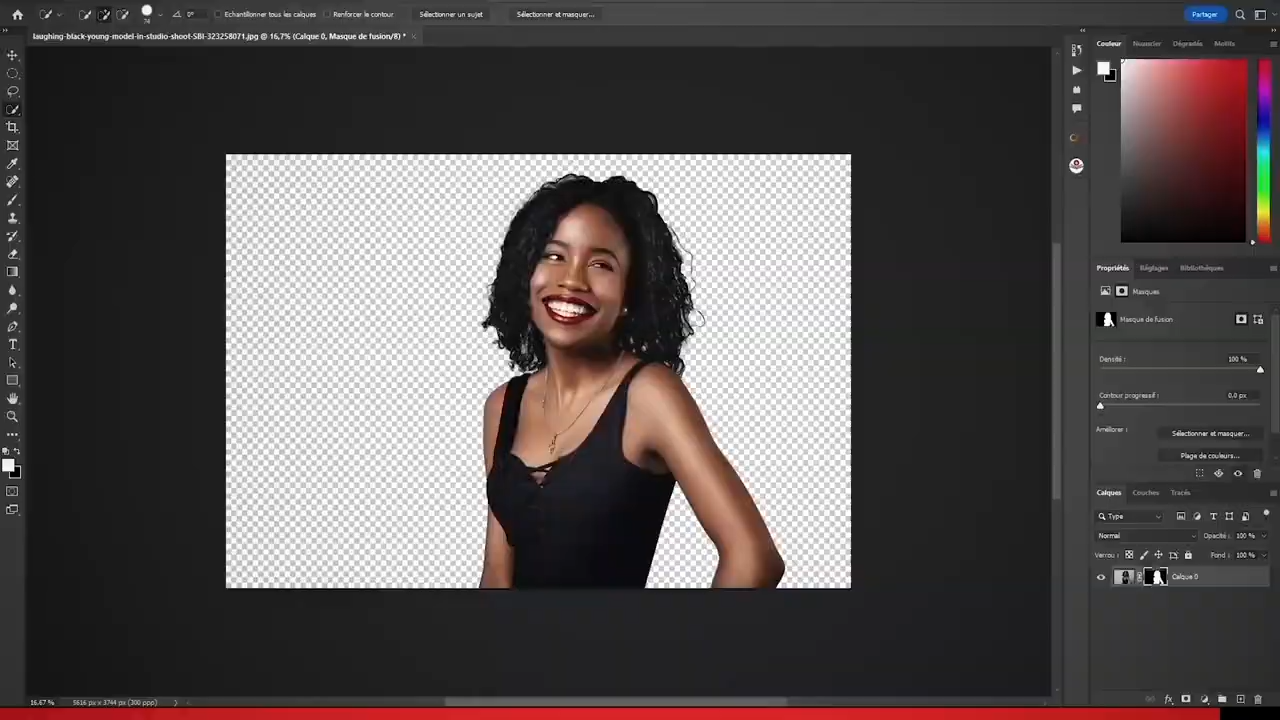 74
0°
Echantillonner tous les calques
Renforcer le contour
Sélectionner un sujet
Sélectionner et masquer...
Partager
laughing-black-young-model-in-studio-shoot-SBI-323258071.jpg @ 16,7% (Calque 0, Masque de fusion/8) *
Couleur
Nuancier
Dégradés
Motifs
Propriétés
Réglages
Bibliothèques
Masques
Masque de fusion
Densité :
100 %
Contour progressif :
0,0 px
Améliorer :
Sélectionner et masquer...
Plage de couleurs...
Calques
Couches
Tracés
Type
Normal
Opacité :
100 %
Verrou :
Fond :
100 %
Calque 0
fx
16,67 %
5616 px x 3744 px (300 ppp)